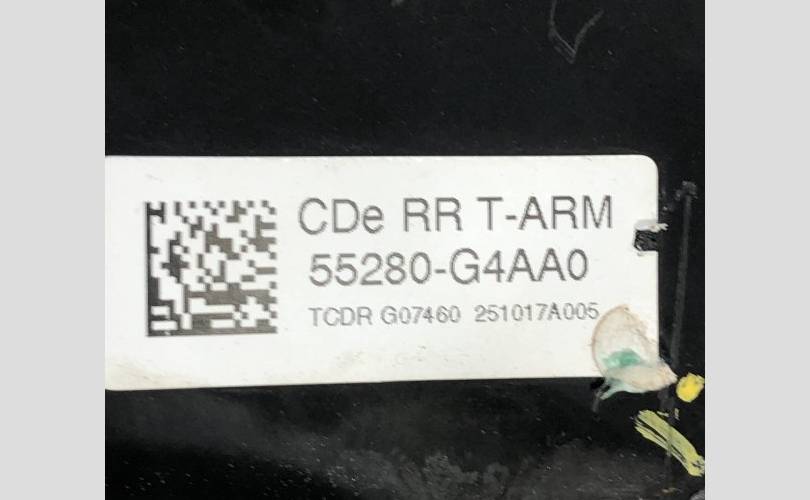 CDe RR T-ARM
55280-G4AA0
TCDR G07460 251017A005